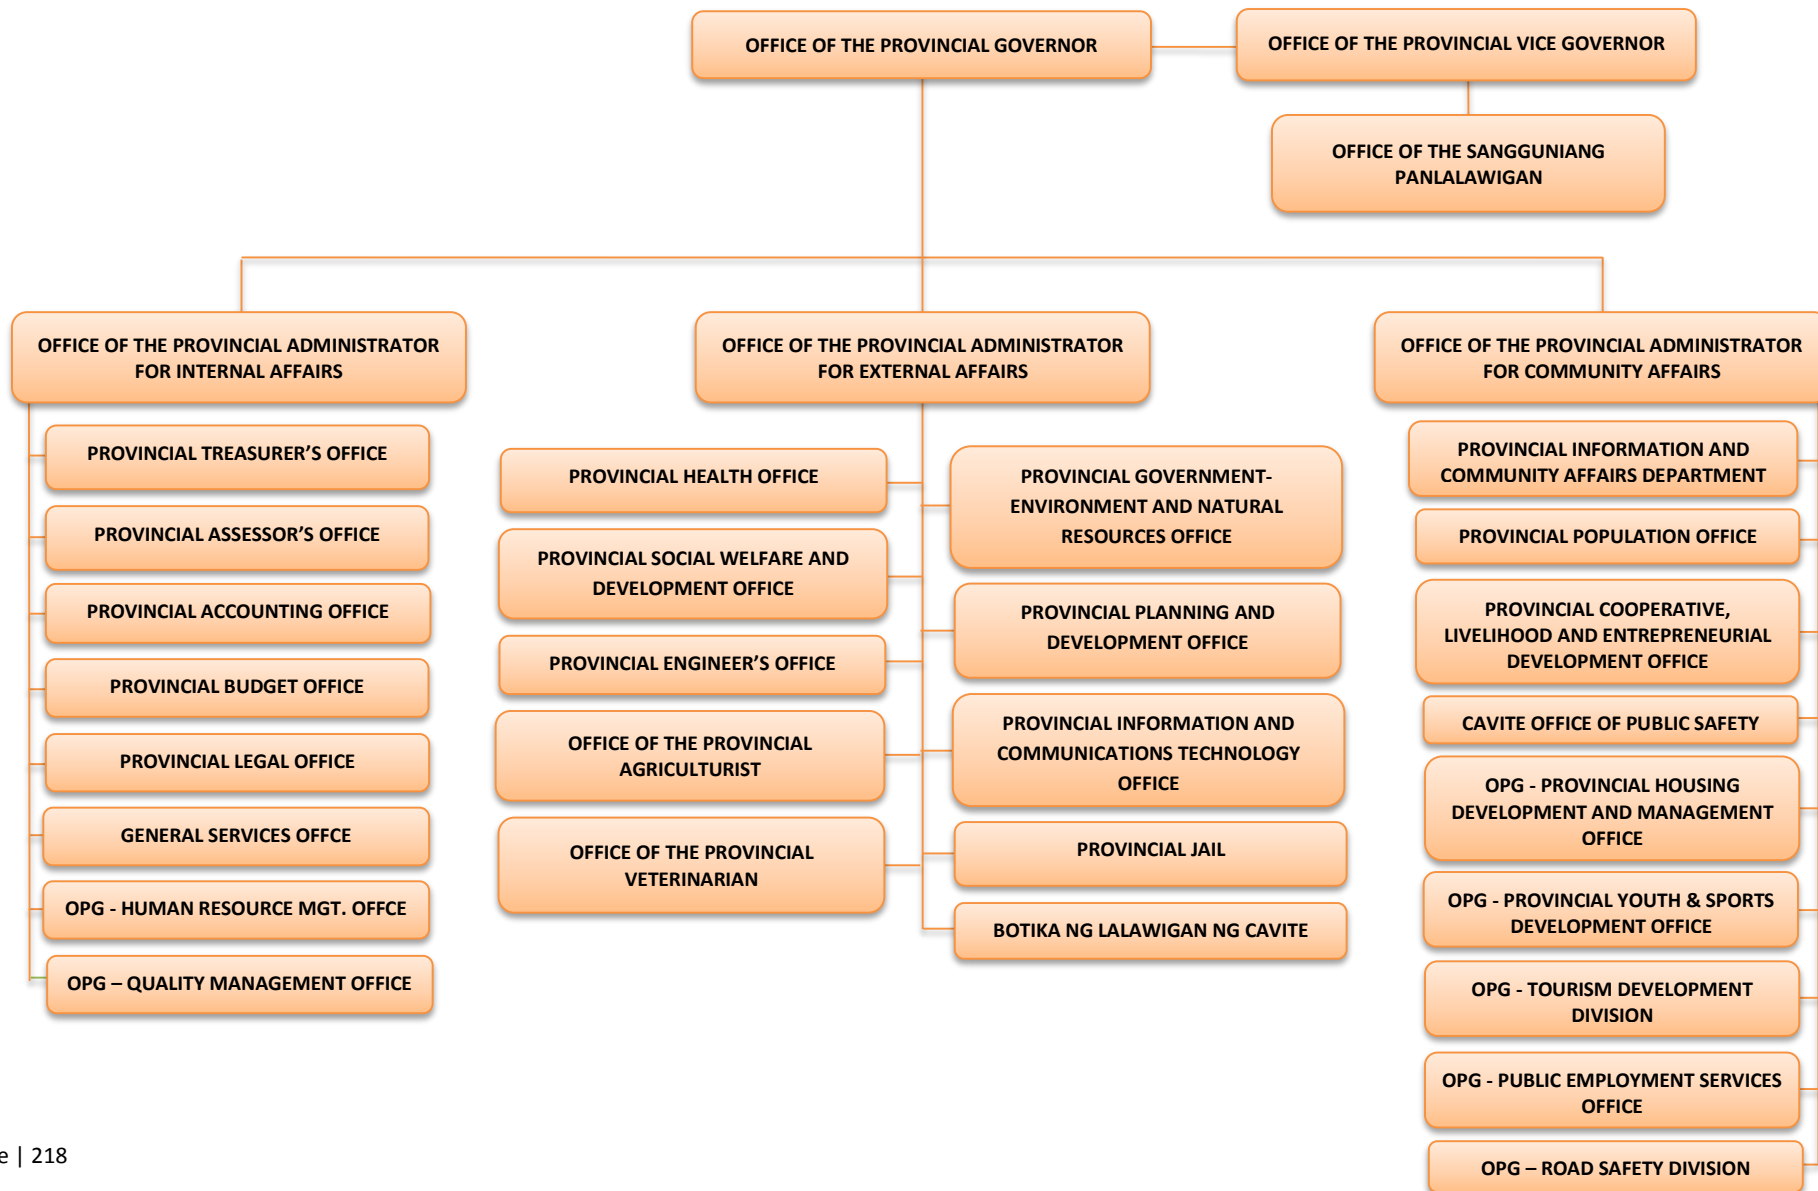 OFFICE OF THE PROVINCIAL GOVERNOR
OFFICE OF THE PROVINCIAL VICE GOVERNOR
OFFICE OF THE SANGGUNIANG
PANLALAWIGAN
OFFICE OF THE PROVINCIAL ADMINISTRATOR
FOR INTERNAL AFFAIRS
PROVINCIAL TREASURER’S OFFICE
PROVINCIAL ASSESSOR’S OFFICE
PROVINCIAL ACCOUNTING OFFICE
PROVINCIAL BUDGET OFFICE
PROVINCIAL LEGAL OFFICE
GENERAL SERVICES OFFCE
OPG - HUMAN RESOURCE MGT. OFFCE
OPG – QUALITY MANAGEMENT OFFICE
OFFICE OF THE PROVINCIAL ADMINISTRATOR
FOR EXTERNAL AFFAIRS
PROVINCIAL HEALTH OFFICE
PROVINCIAL SOCIAL WELFARE AND
DEVELOPMENT OFFICE
PROVINCIAL ENGINEER’S OFFICE
OFFICE OF THE PROVINCIAL
AGRICULTURIST
OFFICE OF THE PROVINCIAL
VETERINARIAN
PROVINCIAL GOVERNMENT-
ENVIRONMENT AND NATURAL
RESOURCES OFFICE
PROVINCIAL PLANNING AND
DEVELOPMENT OFFICE
PROVINCIAL INFORMATION AND
COMMUNICATIONS TECHNOLOGY
OFFICE
PROVINCIAL JAIL
BOTIKA NG LALAWIGAN NG CAVITE
OFFICE OF THE PROVINCIAL ADMINISTRATOR
FOR COMMUNITY AFFAIRS
PROVINCIAL INFORMATION AND
COMMUNITY AFFAIRS DEPARTMENT
PROVINCIAL POPULATION OFFICE
PROVINCIAL COOPERATIVE,
LIVELIHOOD AND ENTREPRENEURIAL
DEVELOPMENT OFFICE
CAVITE OFFICE OF PUBLIC SAFETY
OPG - PROVINCIAL HOUSING
DEVELOPMENT AND MANAGEMENT
OFFICE
OPG - PROVINCIAL YOUTH & SPORTS
DEVELOPMENT OFFICE
OPG - TOURISM DEVELOPMENT
DIVISION
OPG - PUBLIC EMPLOYMENT SERVICES
OFFICE
OPG – ROAD SAFETY DIVISION
e | 218